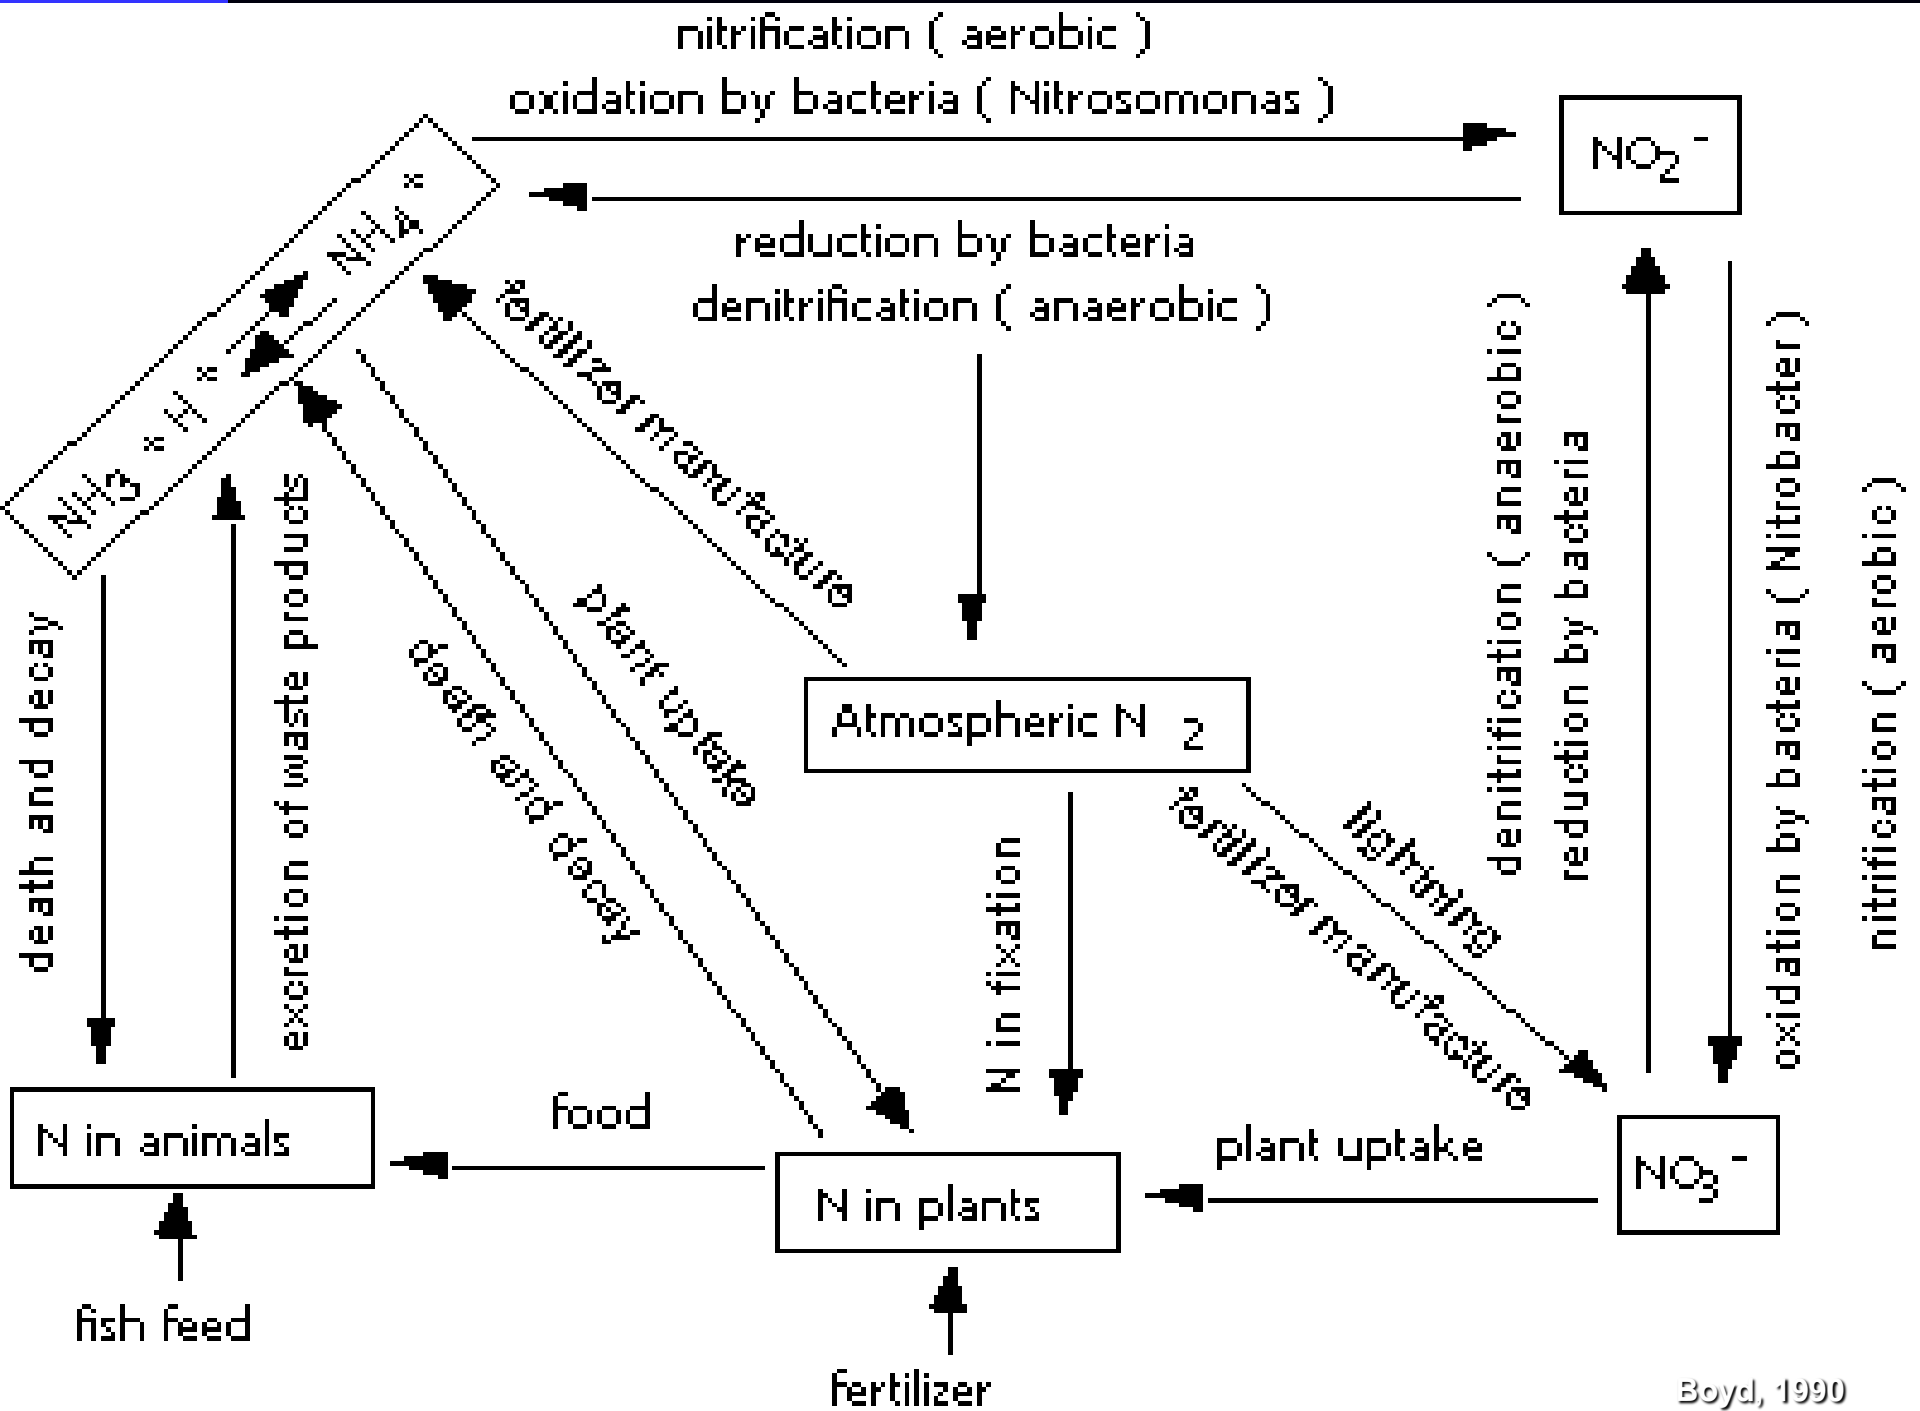 nitrification ( aerobic )
oxidation by bacteria ( Nitrosomonas )
NO2 -
NH4 +
NH3 + H +
reduction by bacteria
denitrification ( anaerobic )
fertilizer manufacture
denitification ( anaerobic )
reduction by bacteria
oxidation by bacteria ( Nitrobacter )
nitrification ( aerobic )
death and decay
excretion of waste products
death and decay
plant uptake
Atmospheric N 2
N in fixation
lightning
fertilizer manufacture
N in animals
food
N in plants
plant uptake
NO3 -
fish feed
fertilizer
Boyd, 1990